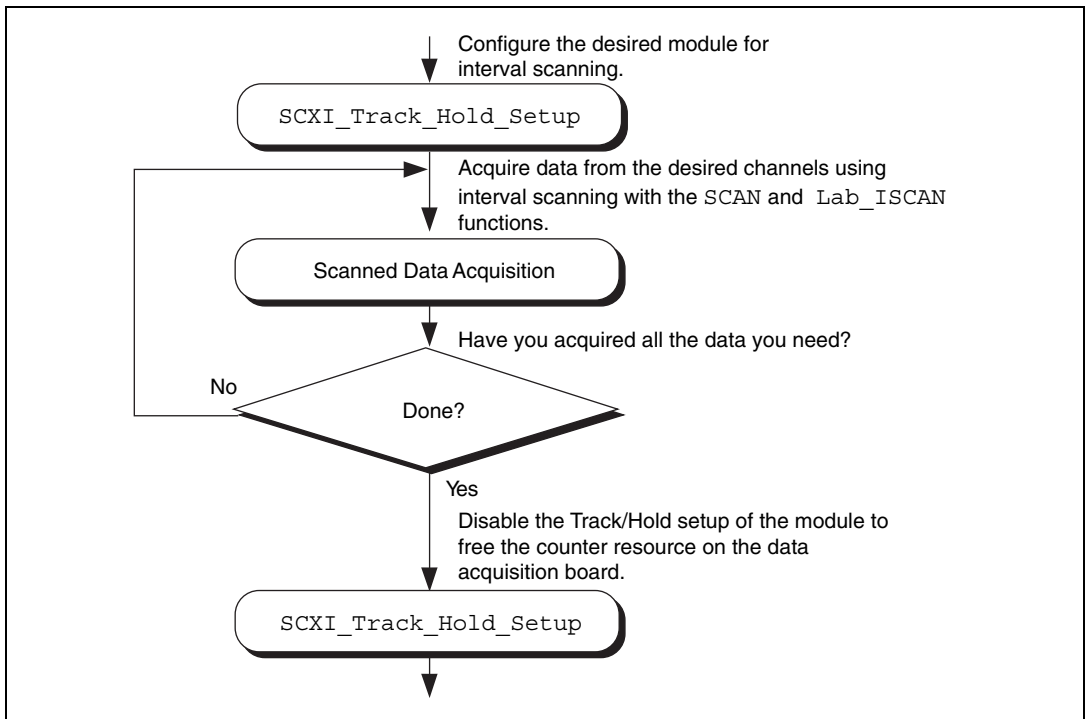 Configure the desired module for
interval scanning.
SCXI_Track_Hold_Setup
Acquire data from the desired channels using
interval scanning with the SCAN and Lab_ISCAN
functions.
Scanned Data Acquisition
Have you acquired all the data you need?
No
Done?
Yes
Disable the Track/Hold setup of the module to
free the counter resource on the data
acquisition board.
SCXI_Track_Hold_Setup